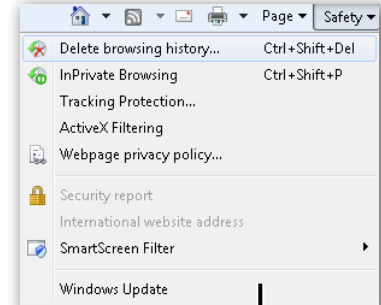 Page Safety
Delete browsing history... Ctrl+Shift+Del
InPrivate Browsing Ctrl+Shift+P
Tracking Protection...
ActiveX Filtering
Webpage privacy policy...
Security report
International website address
SmartScreen Filter
Windows Update